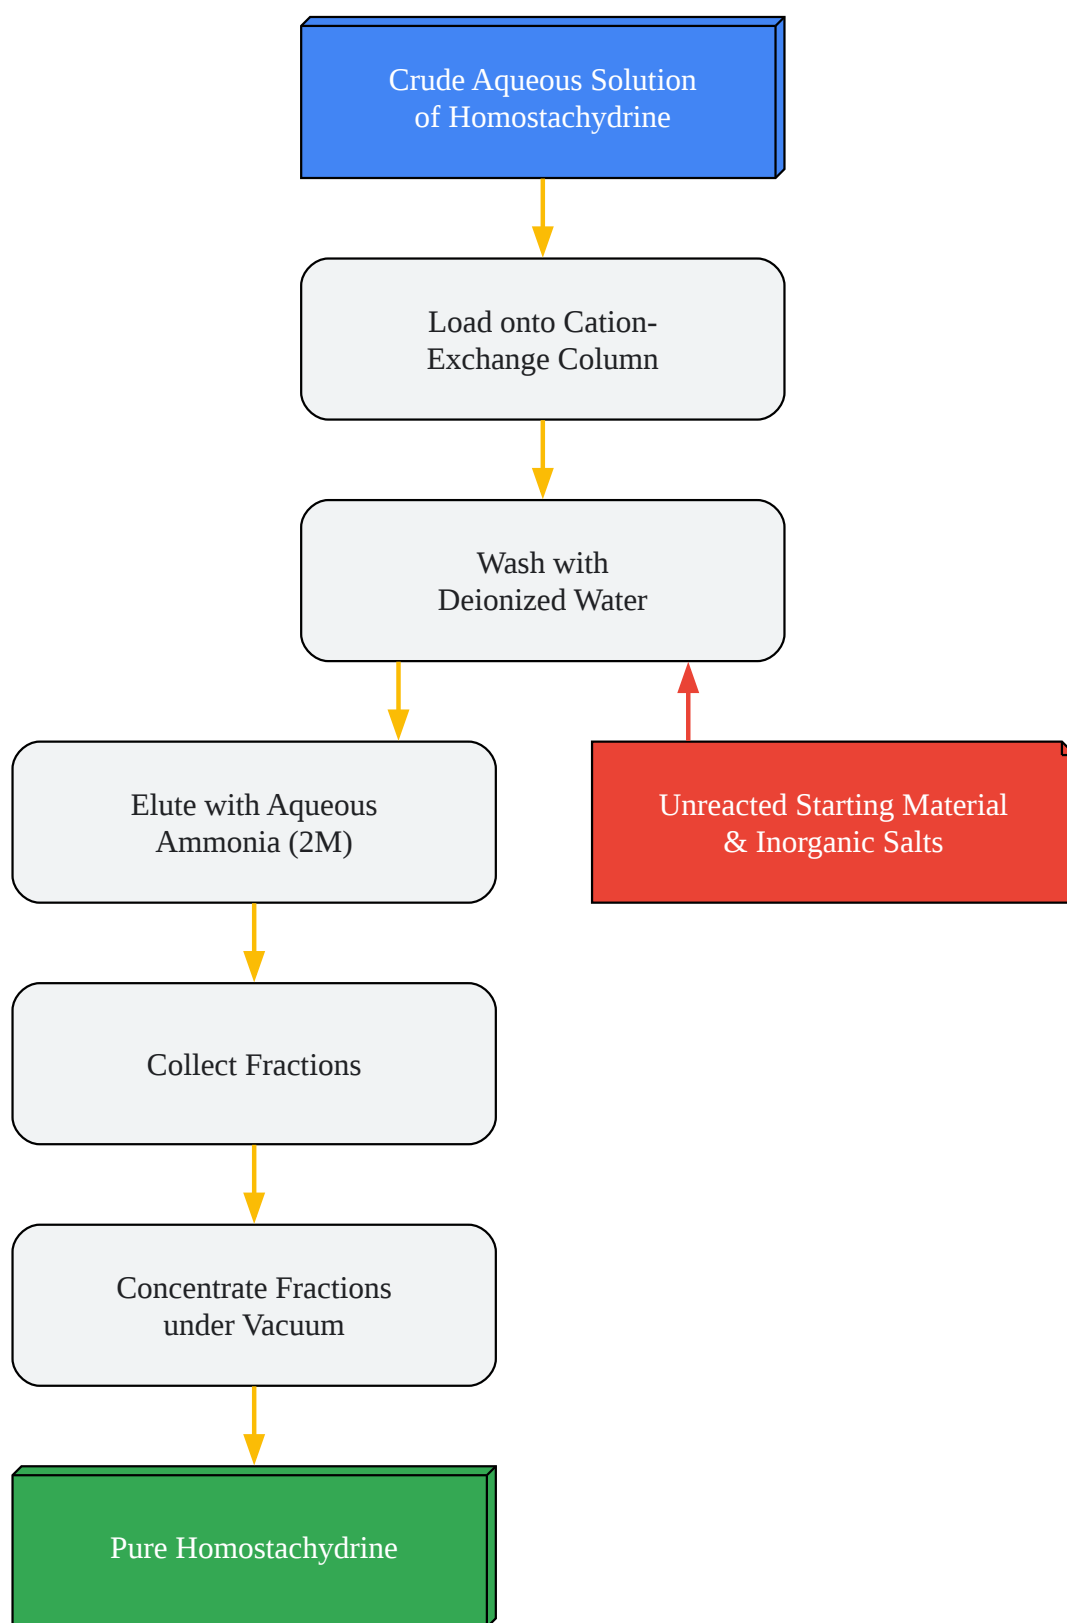 Crude Aqueous Solution
of Homostachydrine
Load onto Cation-
Exchange Column
Wash with
Deionized Water
Elute with Aqueous
Ammonia (2M)
Unreacted Starting Material
& Inorganic Salts
Collect Fractions
Concentrate Fractions
under Vacuum
Pure Homostachydrine